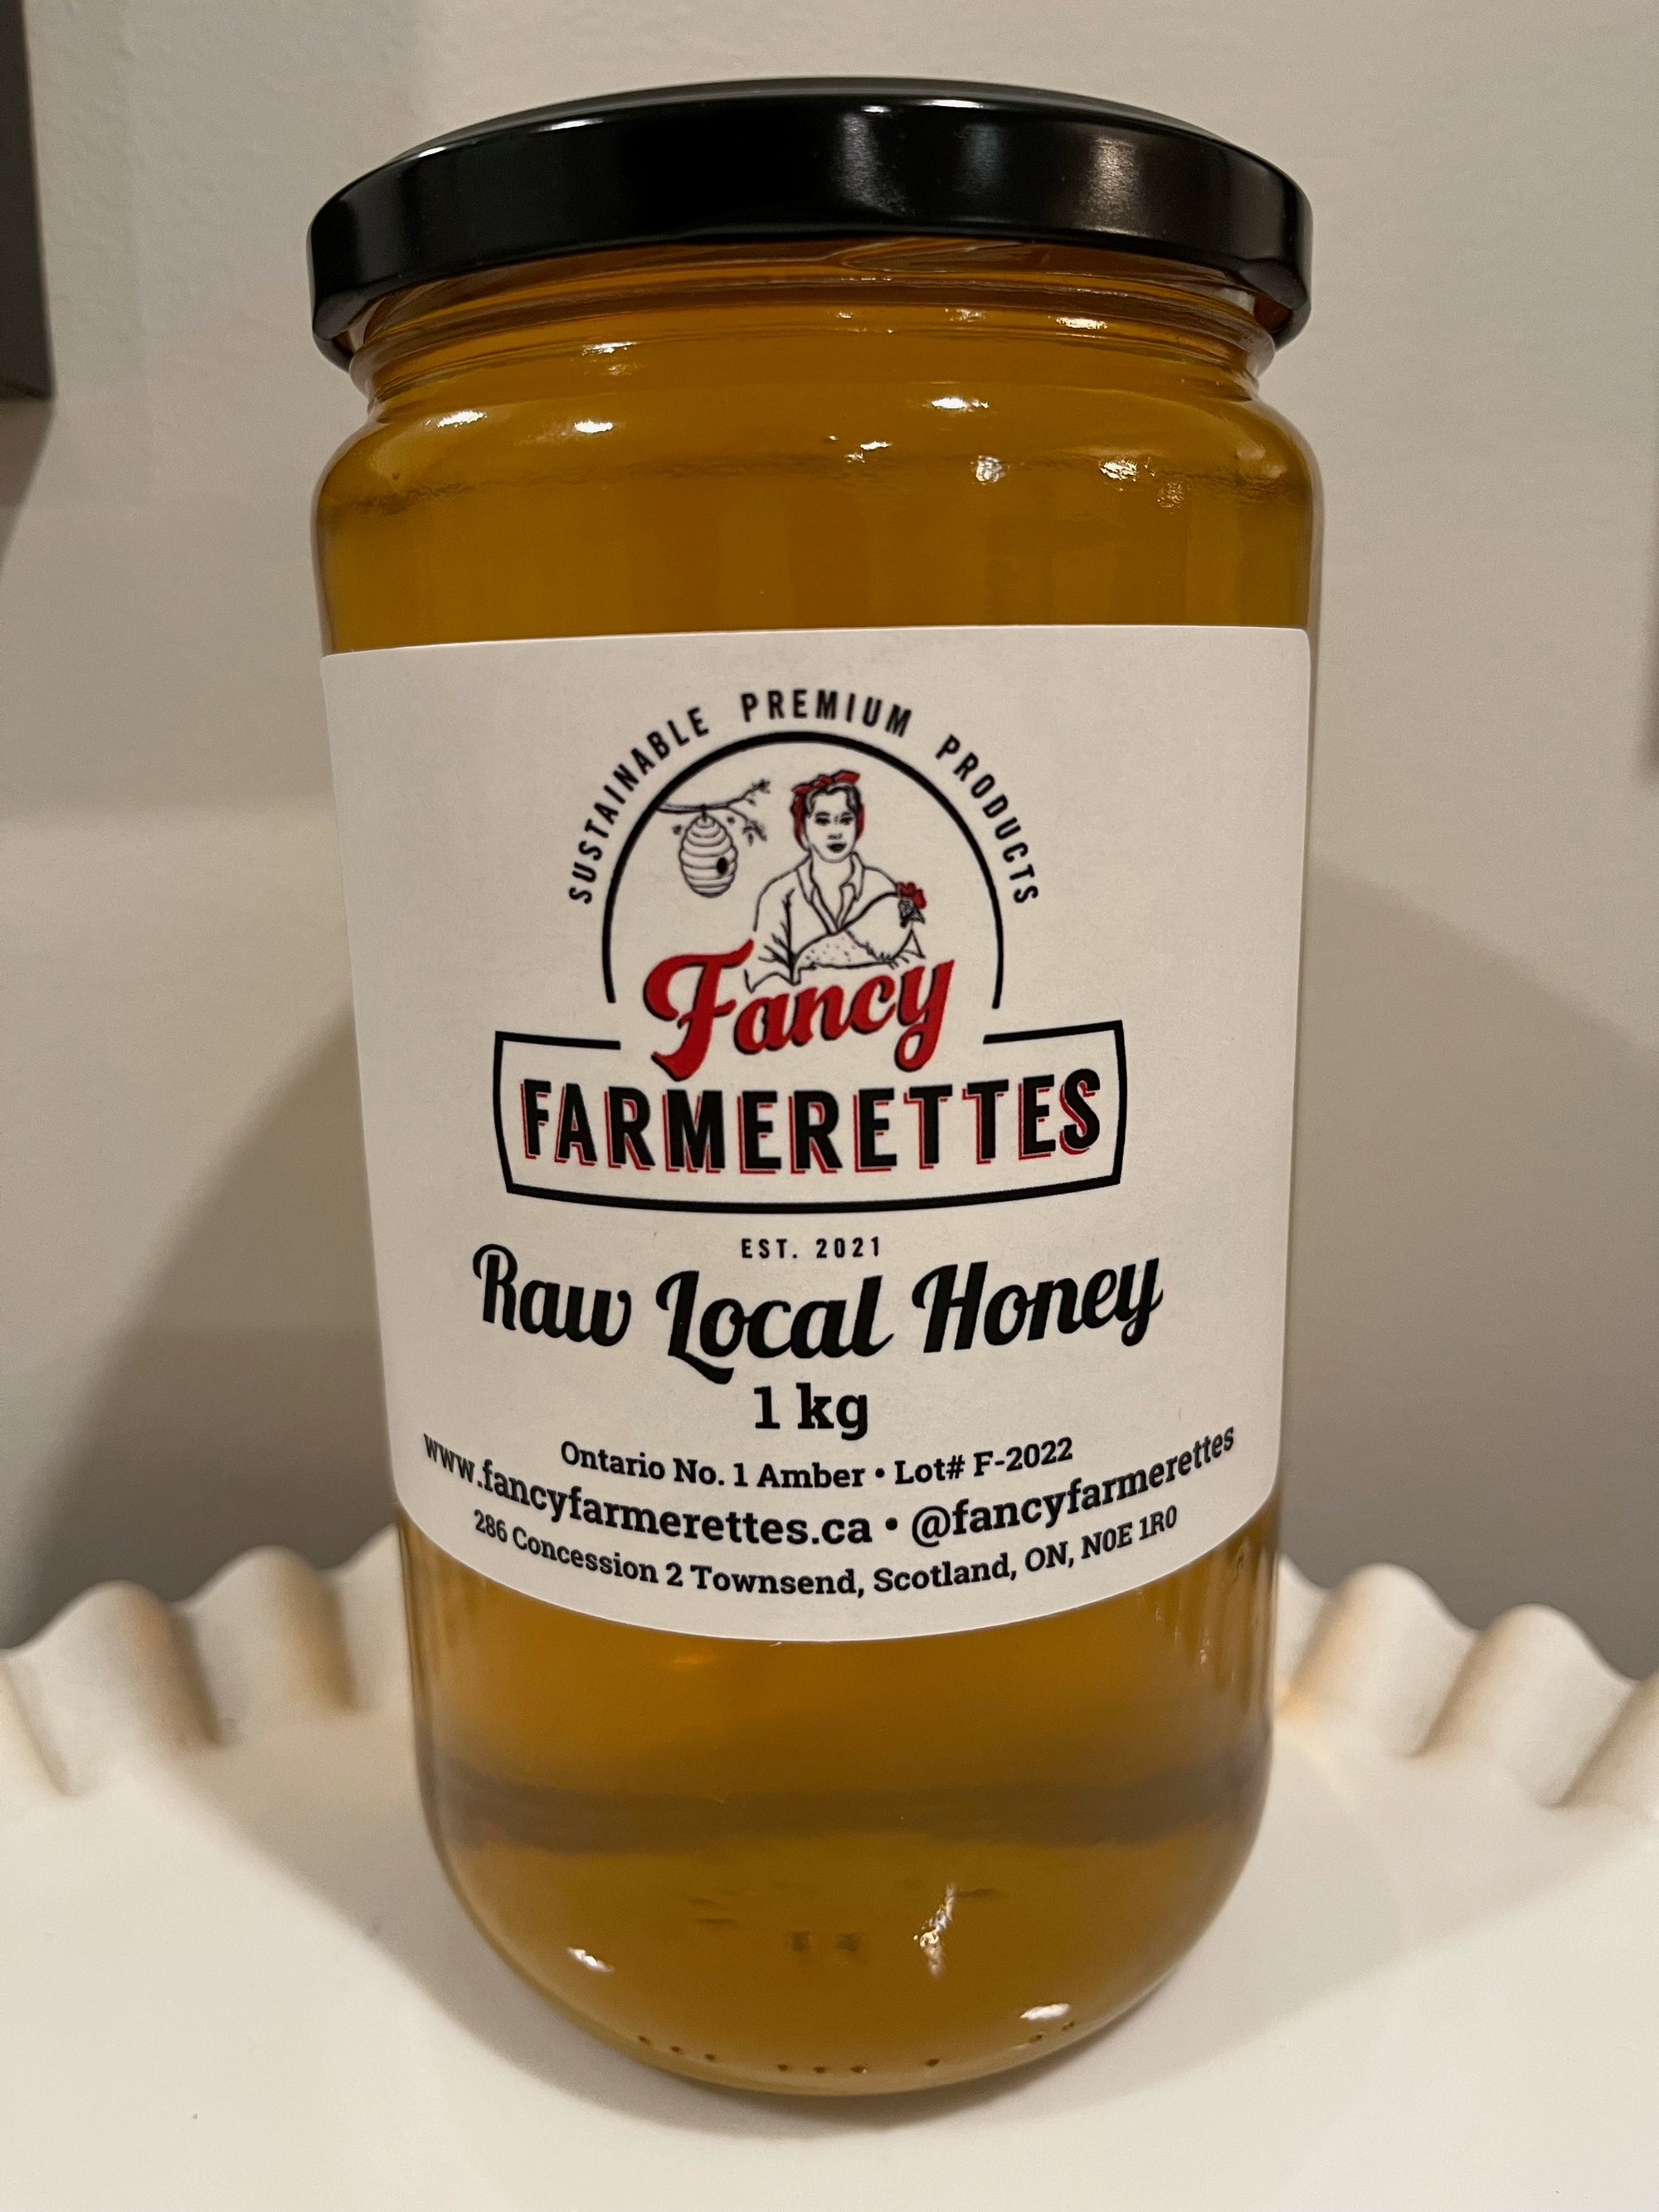 SUSTAINABLE PREMIUM PRODUCTS
Fancy
FARMERETTES
EST. 2021
Raw Local Honey
1 kg
Ontario No. 1 Amber • Lot# F-2022
www.fancyfarmerettes.ca • @fancyfarmerettes
286 Concession 2 Townsend, Scotland, ON, N0E 1R0